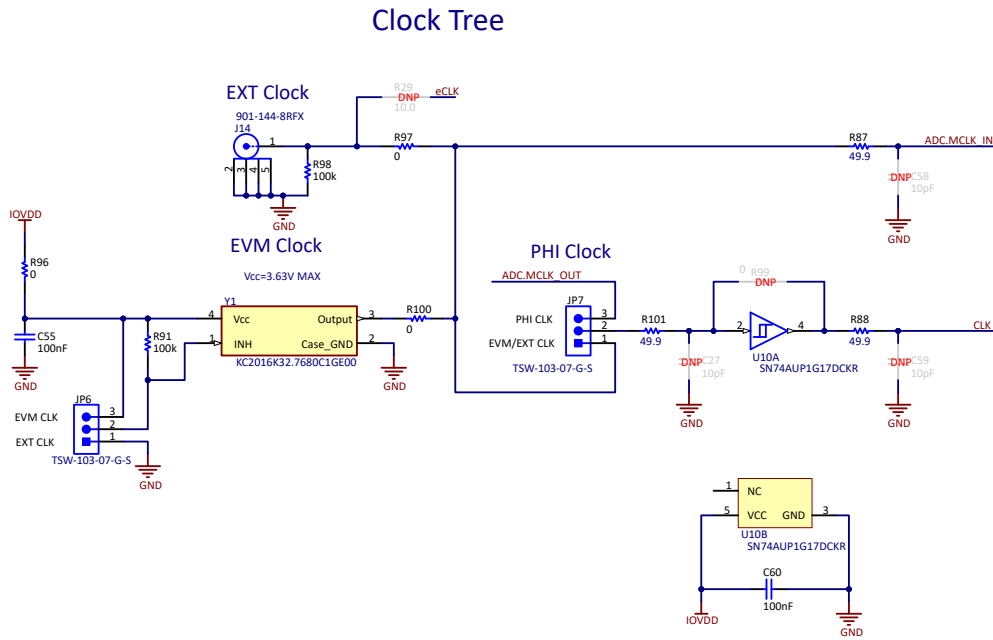 Clock Tree
EXT Clock
901-144-8RFX
J14
1
2
3
4
5
R98
100k
GND
R29
DNP
10.0
eCLK
R97
0
R87
49.9
ADC.MCLK_IN
DNP
C58
10pF
GND
IOVDD
R96
0
C55
100nF
GND
EVM Clock
Vcc=3.63V MAX
Y1
4
Vcc
Output
3
1
INH
Case_GND
2
KC2016K32.7680C1GE00
R91
100k
R100
0
GND
JP6
EVM CLK
3
2
EXT CLK
1
TSW-103-07-G-S
GND
PHI Clock
ADC.MCLK_OUT
JP7
PHI CLK
3
2
EVM/EXT CLK
1
TSW-103-07-G-S
R101
49.9
DNP
C27
10pF
GND
0
R99
DNP
2
4
U10A
SN74AUP1G17DCKR
R88
49.9
CLK
DNP
C59
10pF
GND
1
NC
5
VCC
GND
3
U10B
SN74AUP1G17DCKR
C60
100nF
IOVDD
GND